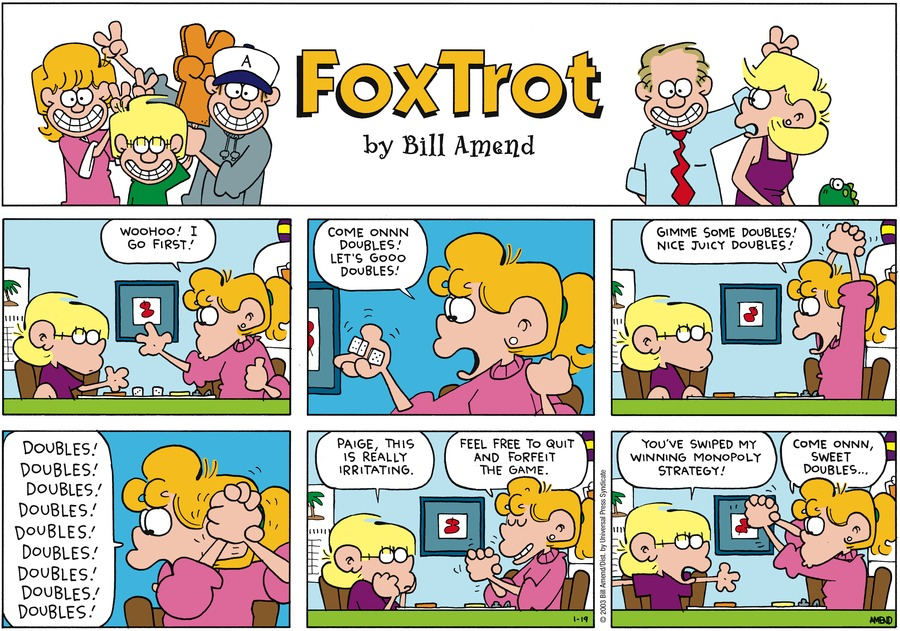 A
FOXTROT
by Bill Amend
WOOHOO! I
GO FIRST!
COME ONNN
DOUBLES!
LET'S GOOO
DOUBLES!
GIMME SOME DOUBLES!
NICE JUICY DOUBLES!
DOUBLES!
DOUBLES!
DOUBLES!
DOUBLES!
DOUBLES!
DOUBLES!
DOUBLES!
DOUBLES!
DOUBLES!
PAIGE, THIS
IS REALLY
IRRITATING.
FEEL FREE TO QUIT
AND FORFEIT
THE GAME.
1-19
© 2003 Bill Amend/Dist. by Universal Press Syndicate
YOU'VE SWIPED MY
WINNING MONOPOLY
STRATEGY!
COME ONNN,
SWEET
DOUBLES...
AMEND